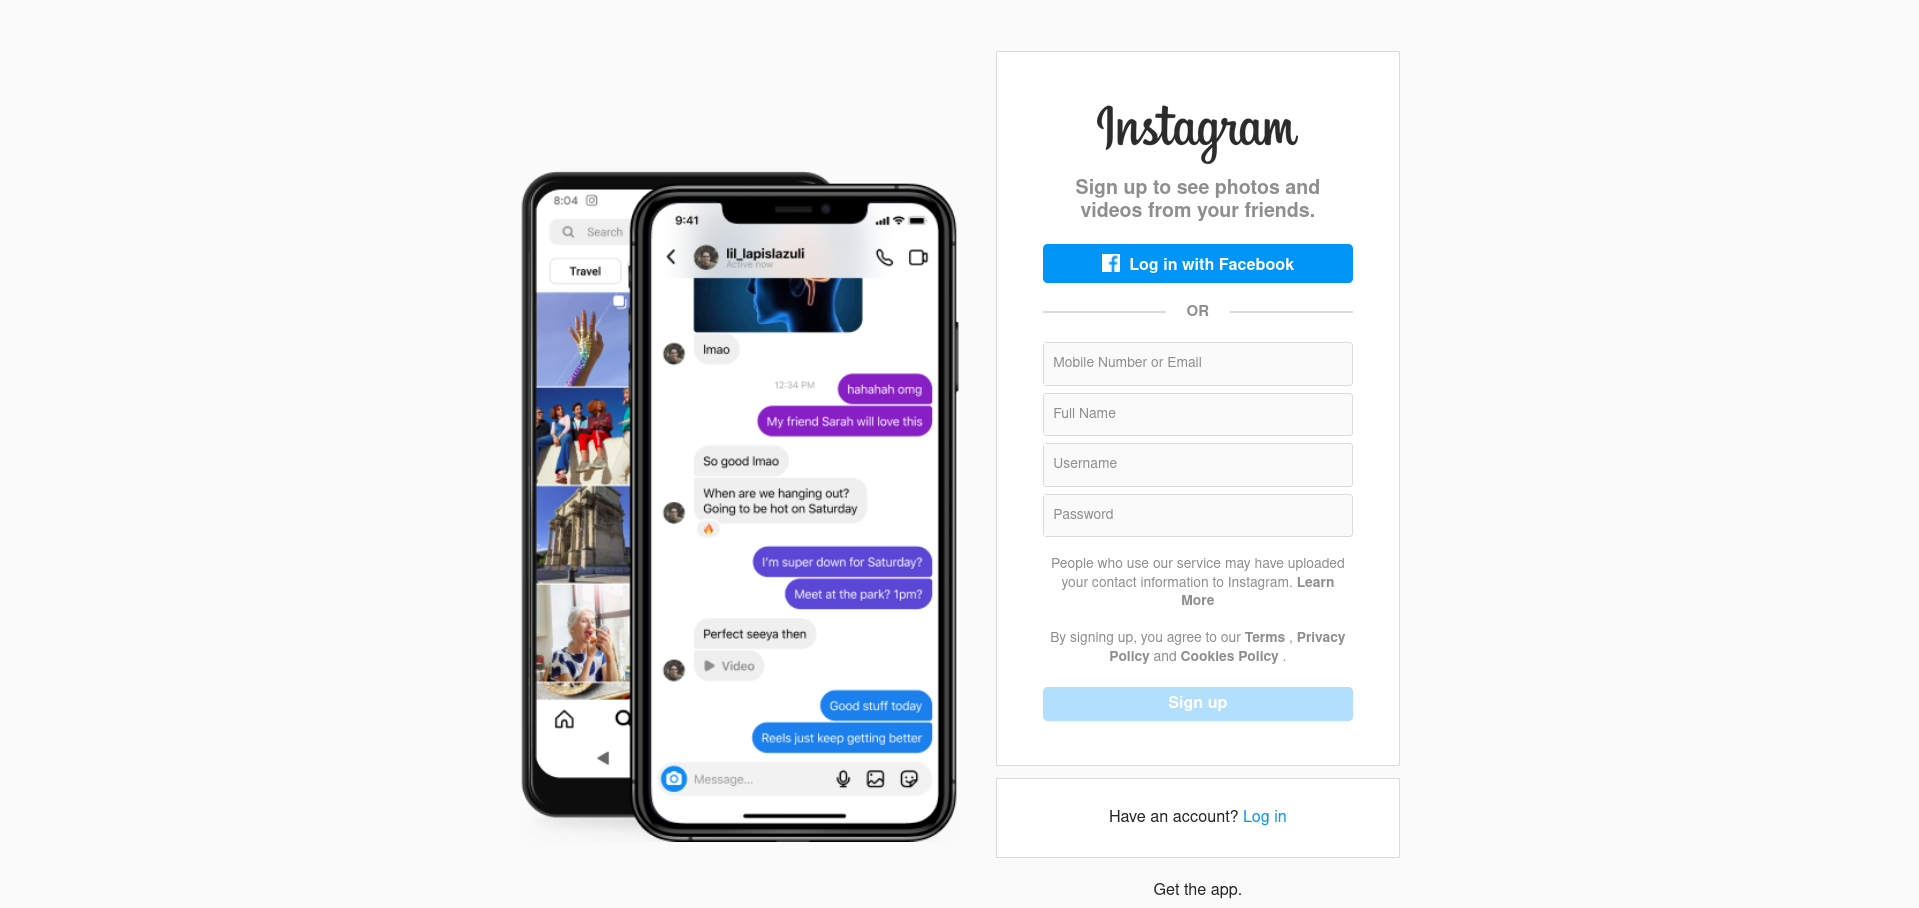 8:04
Search
Travel
9:41
lil_lapislazuli
Active now
lmao
12:34 PM
hahahah omg
My friend Sarah will love this
So good lmao
When are we hanging out?
Going to be hot on Saturday
I'm super down for Saturday?
Meet at the park? 1pm?
Perfect seeya then
Video
Good stuff today
Reels just keep getting better
Message...
Instagram
Sign up to see photos and
videos from your friends.
Log in with Facebook
OR
Mobile Number or Email
Full Name
Username
Password
People who use our service may have uploaded
your contact information to Instagram. Learn
More
By signing up, you agree to our Terms , Privacy
Policy and Cookies Policy .
Sign up
Have an account? Log in
Get the app.